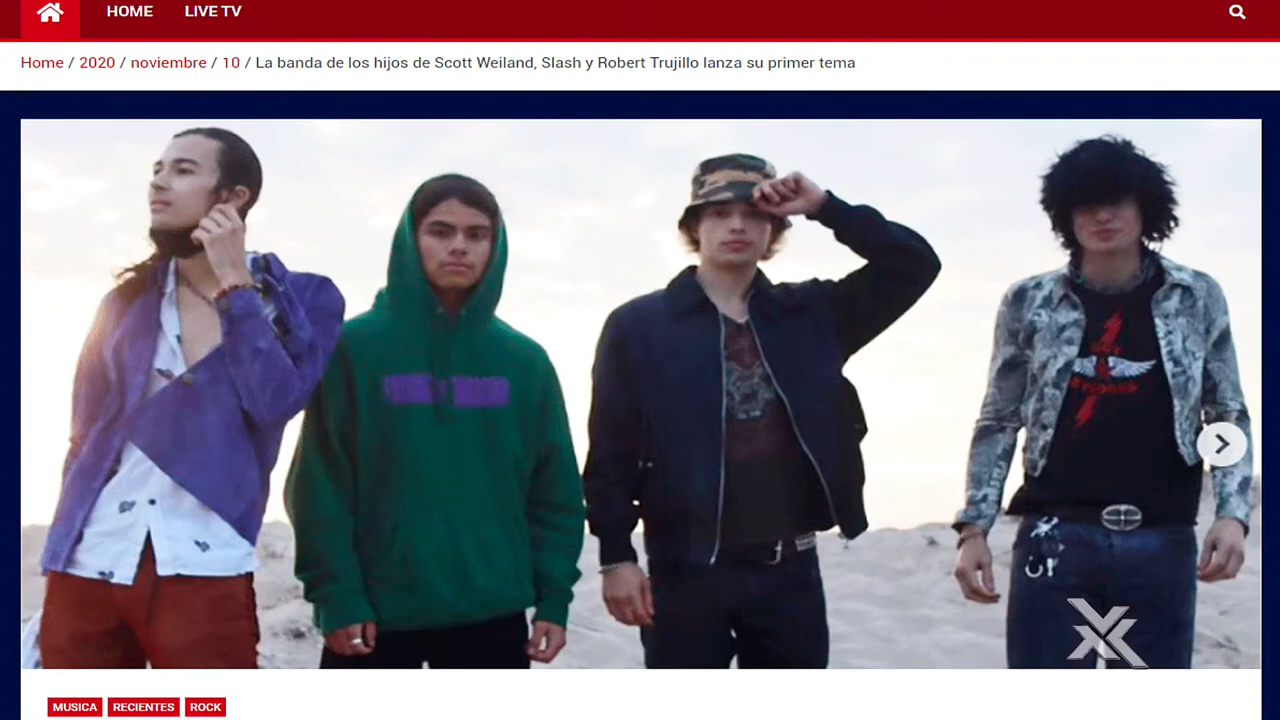 HOME LIVE TV
Home / 2020 / noviembre / 10 / La banda de los hijos de Scott Weiland, Slash y Robert Trujillo lanza su primer tema
MUSICA RECIENTES ROCK